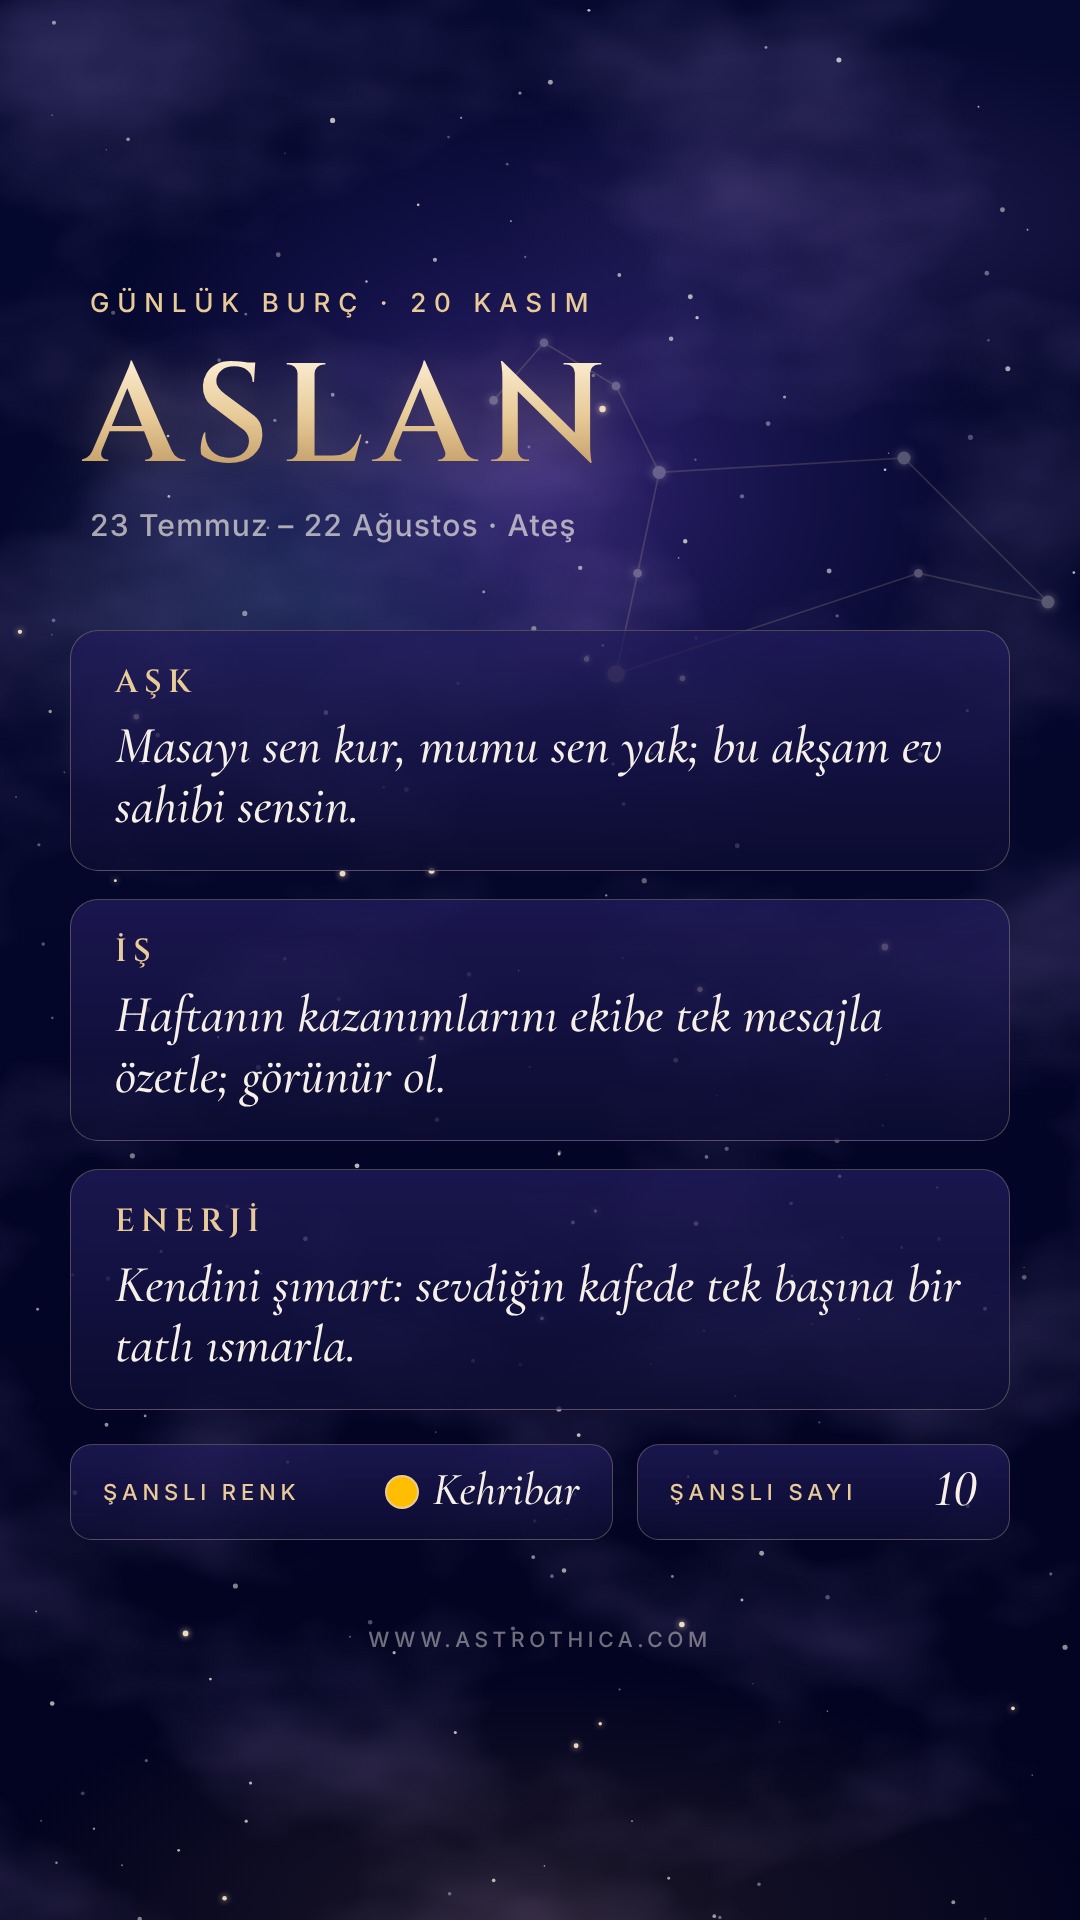 GÜNLÜK BURÇ · 20 KASIM
ASLAN
23 Temmuz – 22 Ağustos · Ateş
AŞK
Masayı sen kur, mumu sen yak; bu akşam ev
sahibi sensin.
İŞ
Haftanın kazanımlarını ekibe tek mesajla
özetle; görünür ol.
ENERJİ
Kendini şımart: sevdiğin kafede tek başına bir
tatlı ısmarla.
ŞANSLI RENK Kehribar
ŞANSLI SAYI 10
WWW.ASTROTHICA.COM